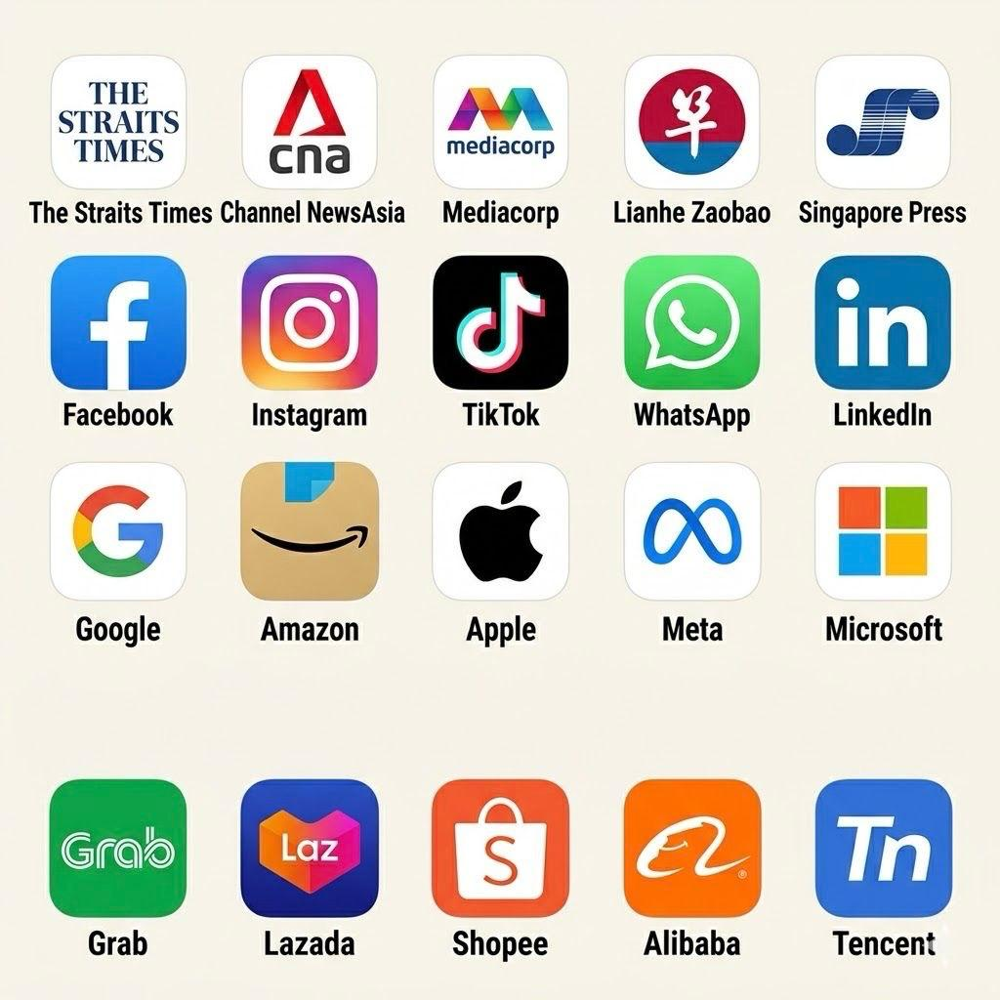 THE
STRAITS
TIMES
cna
mediacorp
早
The Straits Times
Channel NewsAsia
Mediacorp
Lianhe Zaobao
Singapore Press
f
in
Facebook
Instagram
TikTok
WhatsApp
LinkedIn
G
Google
Amazon
Apple
Meta
Microsoft
Grab
Laz
S
®
Tn
Grab
Lazada
Shopee
Alibaba
Tencent